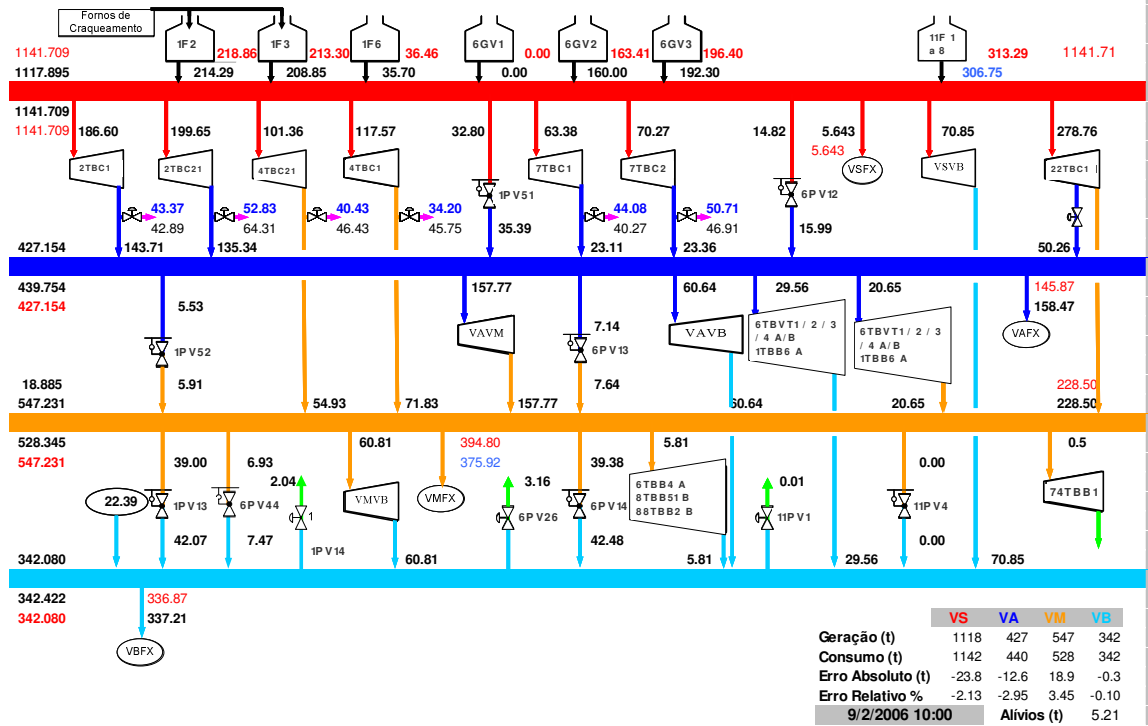 Fornos de
Craqueamento
1F2
1F3
1F6
6GV1
6GV2
6GV3
11F 1
a 8
1141.709
218.86
213.30
36.46
0.00
163.41
196.40
313.29
1141.71
1117.895
214.29
208.85
35.70
0.00
160.00
192.30
306.75
1141.709
1141.709
186.60
199.65
101.36
117.57
32.80
63.38
70.27
14.82
5.643
5.643
70.85
278.76
2TBC1
2TBC21
4TBC21
4TBC1
1PV51
7TBC1
7TBC2
6PV12
VSFX
VSVB
22TBC1
43.37
52.83
40.43
34.20
44.08
50.71
42.89
64.31
46.43
45.75
35.39
40.27
46.91
15.99
427.154
143.71
135.34
23.11
23.36
50.26
439.754
427.154
5.53
157.77
7.14
60.64
29.56
20.65
145.87
158.47
1PV52
VAVM
6PV13
VAVB
6TBVT1/ 2 / 3
/ 4 A/B
1TBB6 A
6TBVT1/ 2 / 3
/ 4 A/B
1TBB6 A
VAFX
18.885
5.91
7.64
228.50
547.231
54.93
71.83
157.77
60.64
20.65
228.50
528.345
547.231
39.00
6.93
60.81
394.80
375.92
39.38
5.81
0.00
0.5
2.04
3.16
0.01
22.39
1PV13
6PV44
1
1PV14
VMVB
VMFX
6PV26
6PV14
6TBB4 A
8TBB51 B
88TBB2 B
11PV1
11PV4
74TBB1
42.07
7.47
42.48
0.00
342.080
60.81
5.81
29.56
70.85
342.422
336.87
342.080
337.21
VBFX
VS VA VM VB
Geração (t) 1118 427 547 342
Consumo (t) 1142 440 528 342
Erro Absoluto (t) -23.8 -12.6 18.9 -0.3
Erro Relativo % -2.13 -2.95 3.45 -0.10
9/2/2006 10:00 Alívios (t) 5.21